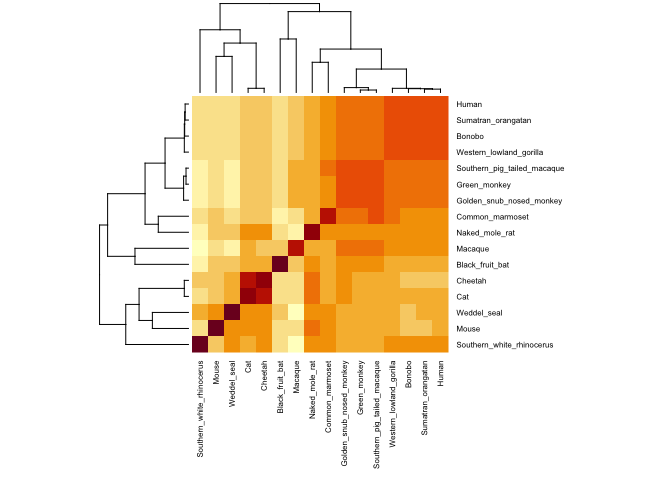 Human
Sumatran_orangatan
Bonobo
Western_lowland_gorilla
Southern_pig_tailed_macaque
Green_monkey
Golden_snub_nosed_monkey
Common_marmoset
Naked_mole_rat
Macaque
Black_fruit_bat
Cheetah
Cat
Weddel_seal
Mouse
Southern_white_rhinocerus
Southern_white_rhinocerus
Mouse
Weddel_seal
Cat
Cheetah
Black_fruit_bat
Macaque
Naked_mole_rat
Common_marmoset
Golden_snub_nosed_monkey
Green_monkey
Southern_pig_tailed_macaque
Western_lowland_gorilla
Bonobo
Sumatran_orangatan
Human